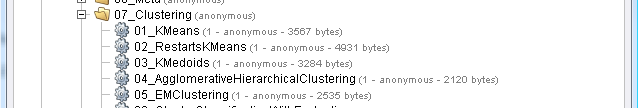 07_Clustering (anonymous)
01_KMeans (1 - anonymous - 3567 bytes)
02_RestartsKMeans (1 - anonymous - 4931 bytes)
03_KMedoids (1 - anonymous - 3284 bytes)
04_AgglomerativeHierarchicalClustering (1 - anonymous - 2120 bytes)
05_EMClustering (1 - anonymous - 2535 bytes)